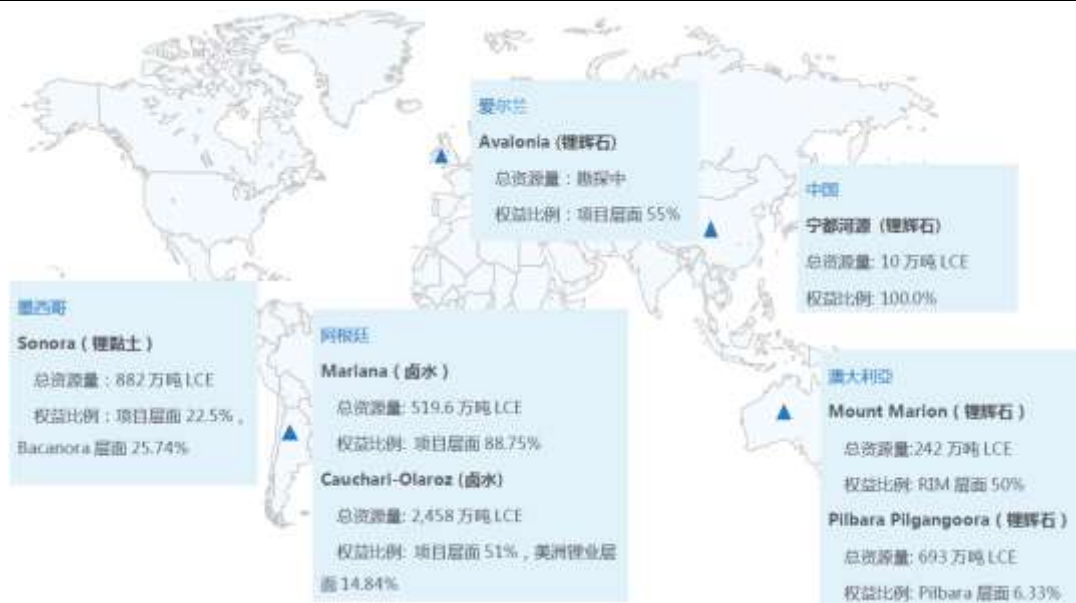 爱尔兰
Avalonia (锂辉石)
总资源量：勘探中
权益比例：项目层面 55%
中国
宁都河源（锂辉石）
总资源量: 10 万吨 LCE
权益比例: 100.0%
墨西哥
Sonora（锂黏土）
总资源量：882 万吨 LCE
权益比例：项目层面 22.5%，
Bacanora 层面 25.74%
阿根廷
Mariana（卤水）
总资源量: 519.6 万吨 LCE
权益比例: 项目层面 88.75%
Cauchari-Olaroz (卤水)
总资源量: 2,458 万吨 LCE
权益比例: 项目层面 51%，美洲锂业层
面 14.84%
澳大利亞
Mount Marion（锂辉石）
总资源量:242 万吨 LCE
权益比例: RIM 层面 50%
Pilbara Pilgangoora（锂辉石）
总资源量: 693 万吨 LCE
权益比例: Pilbara 层面 6.33%